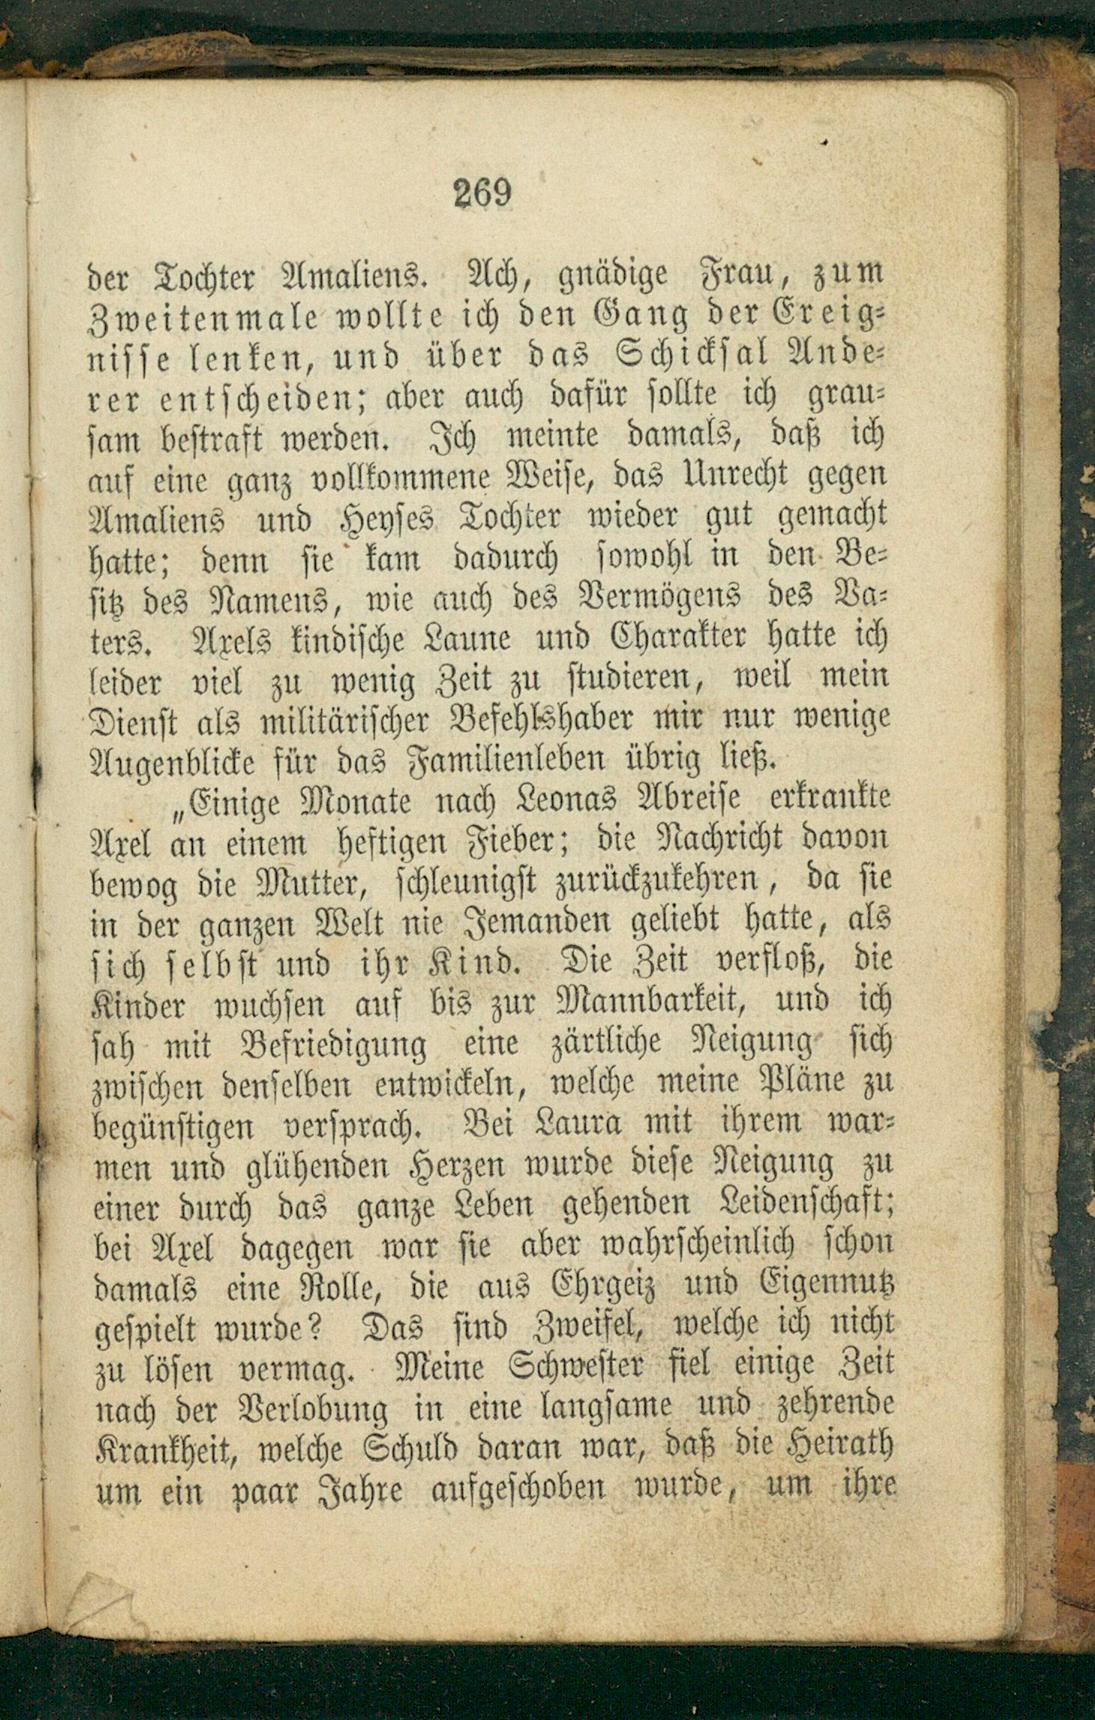 269
der Tochter Amaliens. Ach, gnädige Frau, zum
Zweitenmale wollte ich den Gang der Ereig-
nisse lenken, und über das Schicksal Ande-
rer entscheiden; aber auch dafür sollte ich grau-
sam bestraft werden. Ich meinte damals, daß ich
auf eine ganz vollkommene Weise, das Unrecht gegen
Amaliens und Heyses Tochter wieder gut gemacht
hatte; denn sie kam dadurch sowohl in den Be-
sitz des Namens, wie auch des Vermögens des Va-
ters. Axels kindische Laune und Charakter hatte ich
leider viel zu wenig Zeit zu studieren, weil mein
Dienst als militärischer Befehlshaber mir nur wenige
Augenblicke für das Familienleben übrig ließ.
„Einige Monate nach Leonas Abreise erkrankte
Axel an einem heftigen Fieber; die Nachricht davon
bewog die Mutter, schleunigst zurückzukehren, da sie
in der ganzen Welt nie Jemanden geliebt hatte, als
sich selbst und ihr Kind. Die Zeit verfloß, die
Kinder wuchsen auf bis zur Mannbarkeit, und ich
sah mit Befriedigung eine zärtliche Neigung sich
zwischen denselben entwickeln, welche meine Pläne zu
begünstigen versprach. Bei Laura mit ihrem war-
men und glühenden Herzen wurde diese Neigung zu
einer durch das ganze Leben gehenden Leidenschaft;
bei Axel dagegen war sie aber wahrscheinlich schon
damals eine Rolle, die aus Ehrgeiz und Eigennutz
gespielt wurde? Das sind Zweifel, welche ich nicht
zu lösen vermag. Meine Schwester fiel einige Zeit
nach der Verlobung in eine langsame und zehrende
Krankheit, welche Schuld daran war, daß die Heirath
um ein paar Jahre aufgeschoben wurde, um ihre